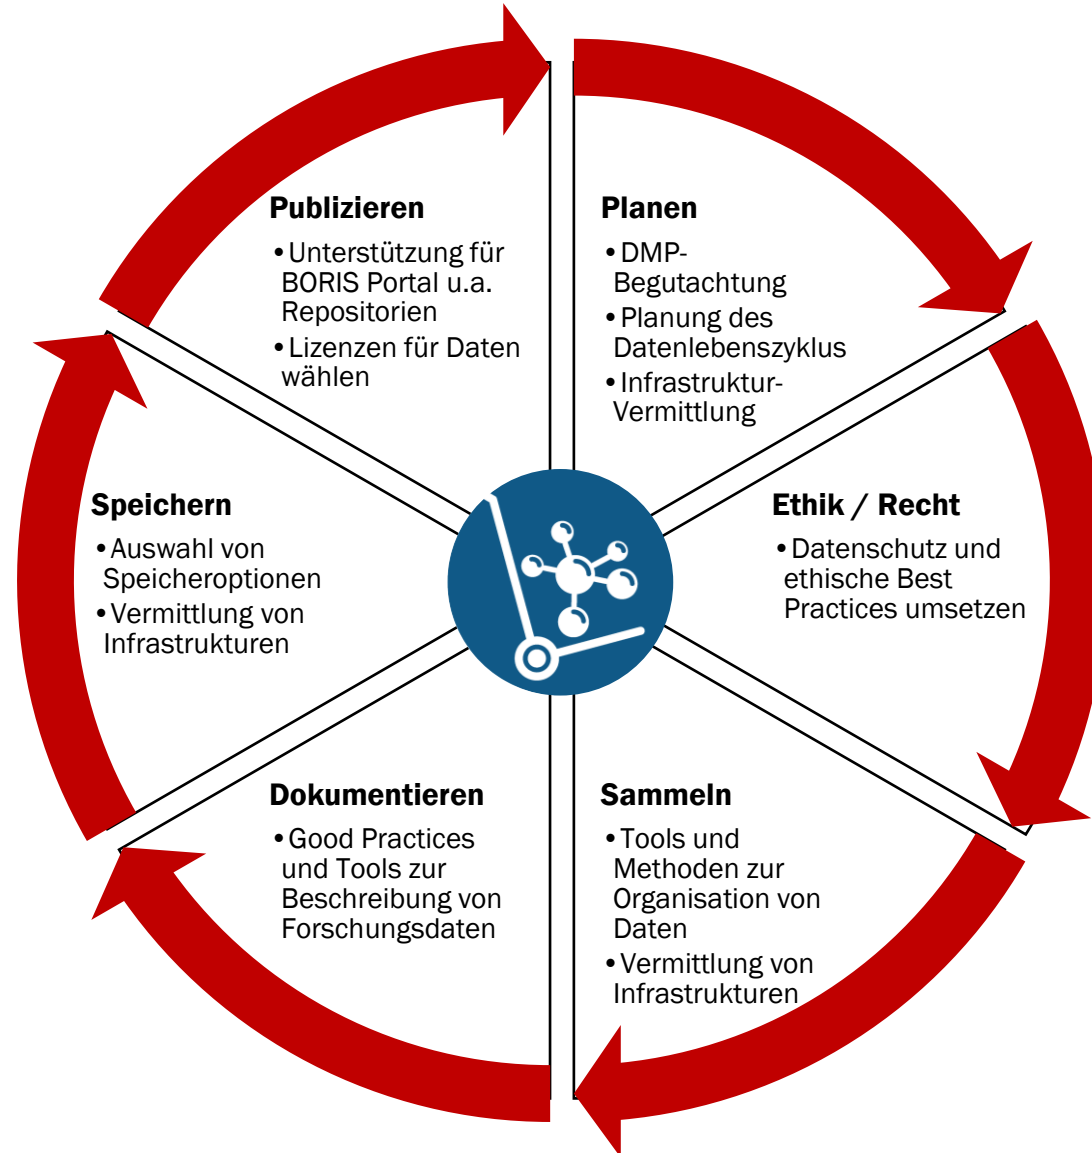 Publizieren
•Unterstützung für
BORIS Portal u.a.
Repositorien
•Lizenzen für Daten
wählen
Planen
•DMP-
Begutachtung
•Planung des
Datenlebenszyklus
•Infrastruktur-
Vermittlung
Speichern
•Auswahl von
Speicheroptionen
•Vermittlung von
Infrastrukturen
Ethik / Recht
•Datenschutz und
ethische Best
Practices umsetzen
Dokumentieren
•Good Practices
und Tools zur
Beschreibung von
Forschungsdaten
Sammeln
•Tools und
Methoden zur
Organisation von
Daten
•Vermittlung von
Infrastrukturen